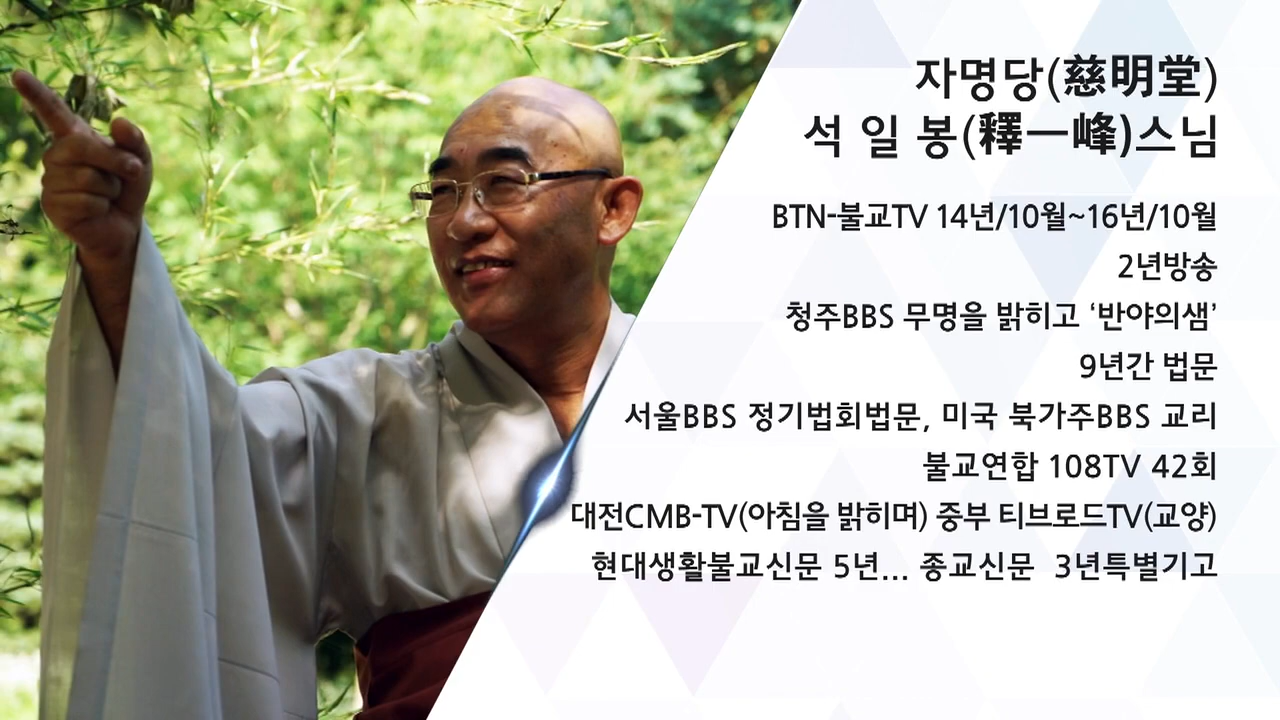 자명당(慈明堂)
석 일 봉(釋一峰)스님
BTN-불교TV 14년/10월~16년/10월
2년방송
청주BBS 무명을 밝히고 ‘반야의샘’
9년간 법문
서울BBS 정기법회법문, 미국 북가주BBS 교리
불교연합 108TV 42회
대전CMB-TV(아침을 밝히며) 중부 티브로드TV(교양)
현대생활불교신문 5년... 종교신문 3년특별기고